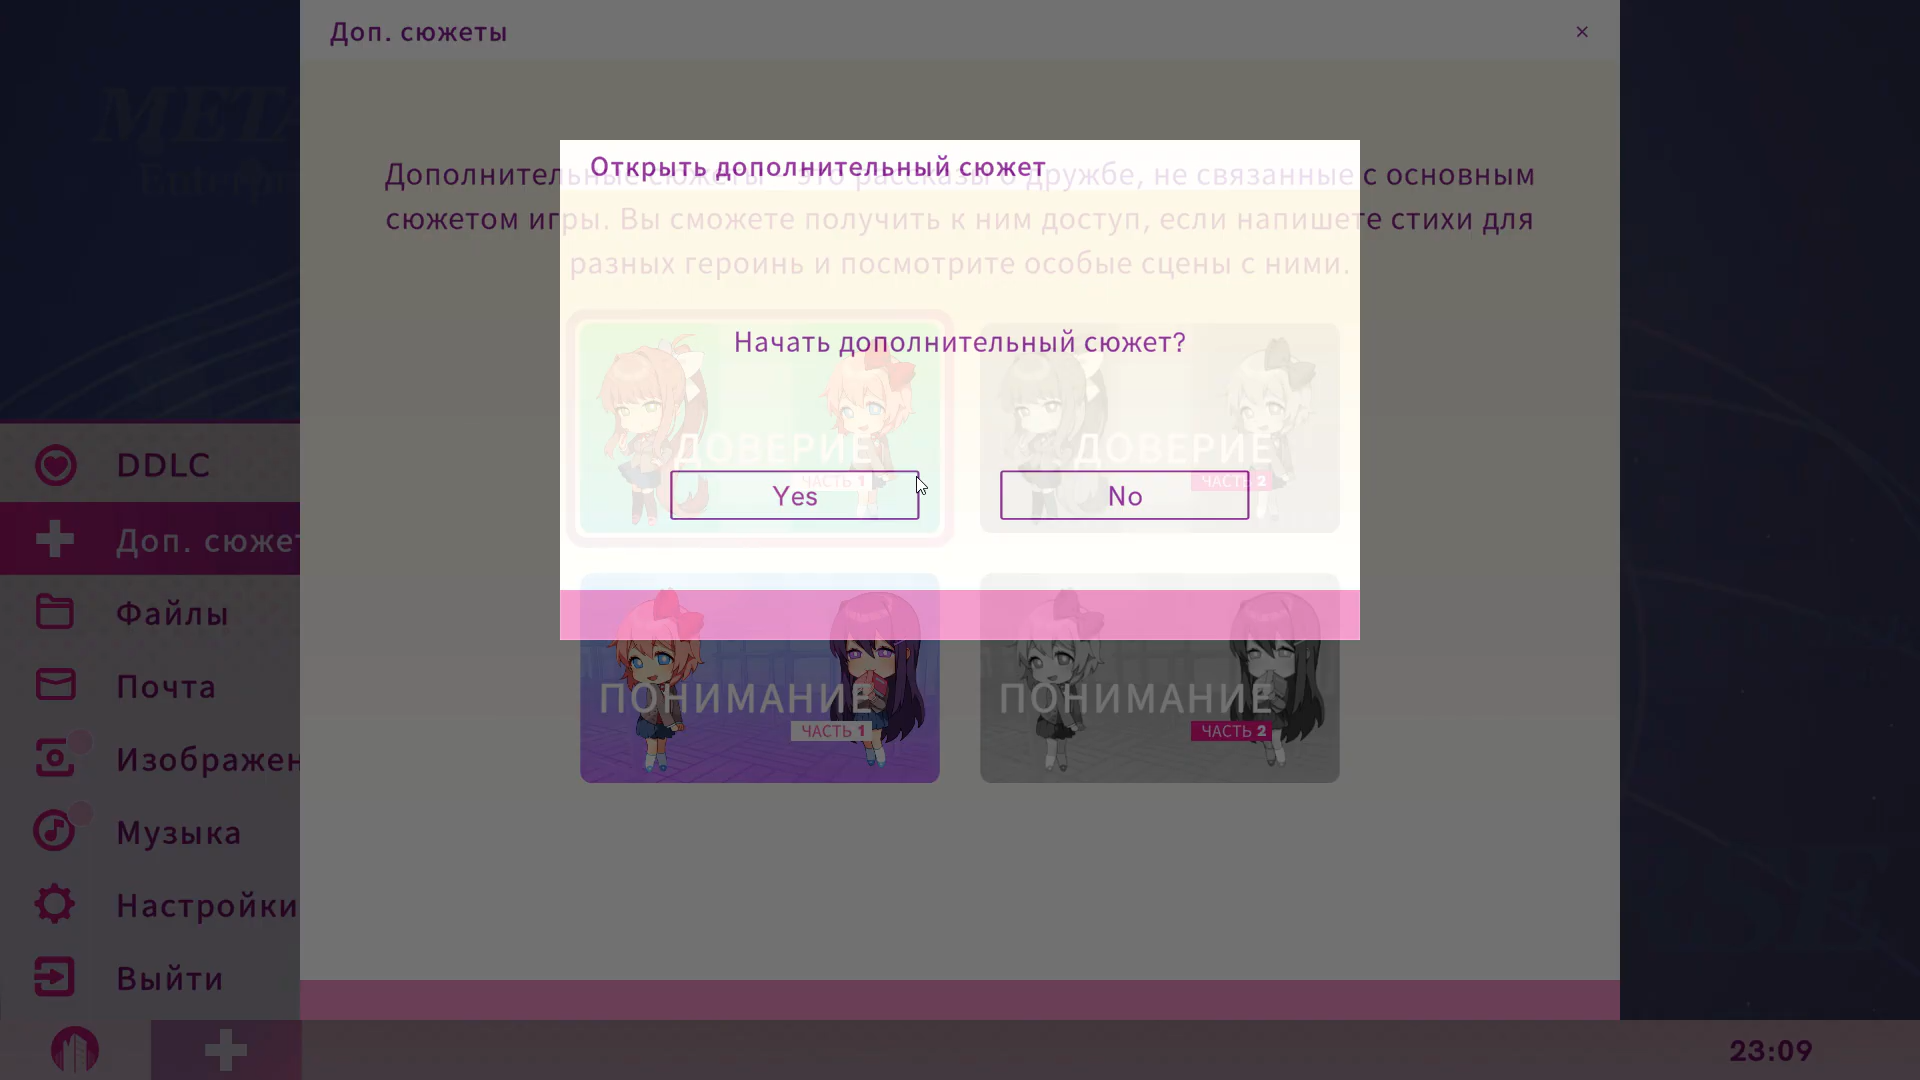 Доп. сюжеты
×
META
Enterpr
Открыть дополнительный сюжет
Дополнительные сюжеты - это рассказы о дружбе, не связанные с основным
сюжетом игры. Вы сможете получить к ним доступ, если напишете стихи для
разных героинь и посмотрите особые сцены с ними.
Начать дополнительный сюжет?
ДОВЕРИЕ
ЧАСТЬ 1
ДОВЕРИЕ
ЧАСТЬ 2
Yes
No
ПОНИМАНИЕ
ЧАСТЬ 1
ПОНИМАНИЕ
ЧАСТЬ 2
DDLC
Доп. сюжет
Файлы
Почта
Изображен
Музыка
Настройки
Выйти
23:09